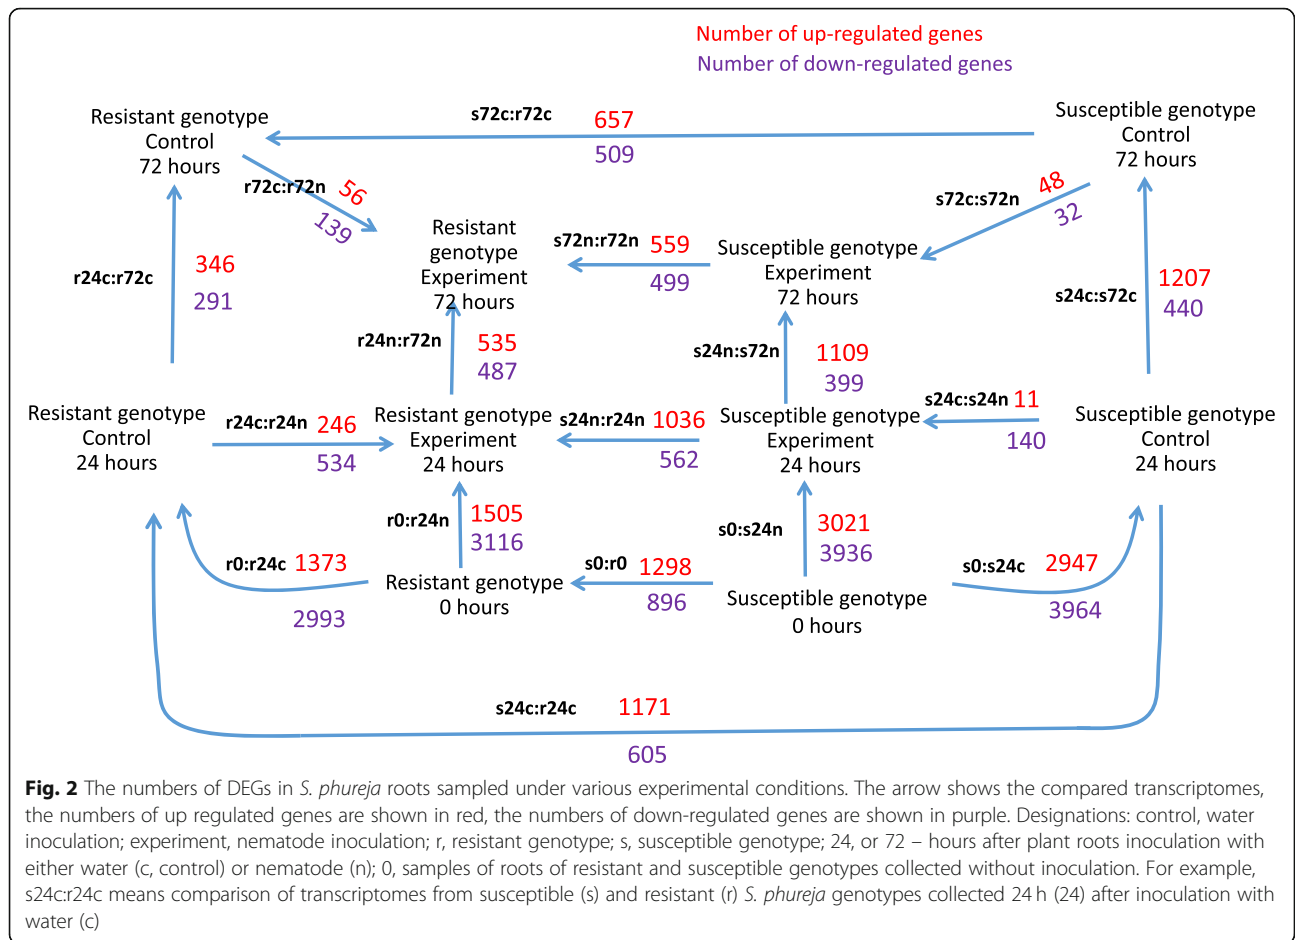 Number of up-regulated genes
Number of down-regulated genes
Resistant genotype
Control
72 hours
s72c:r72c
657
509
Susceptible genotype
Control
72 hours
r72c:r72n
56
139
s72c:s72n
48
32
Resistant
genotype
Experiment
72 hours
s72n:r72n
559
499
Susceptible genotype
Experiment
72 hours
r24c:r72c
346
291
s24c:s72c
1207
440
r24n:r72n
535
487
s24n:s72n
1109
399
Resistant genotype
Control
24 hours
r24c:r24n
246
534
Resistant genotype
Experiment
24 hours
s24n:r24n
1036
562
Susceptible genotype
Experiment
24 hours
s24c:s24n
11
140
Susceptible genotype
Control
24 hours
r0:r24n
1505
3116
s0:s24n
3021
3936
r0:r24c
1373
2993
Resistant genotype
0 hours
s0:r0
1298
896
Susceptible genotype
0 hours
s0:s24c
2947
3964
s24c:r24c
1171
605
Fig. 2 The numbers of DEGs in S. phureja roots sampled under various experimental conditions. The arrow shows the compared transcriptomes,
the numbers of up regulated genes are shown in red, the numbers of down-regulated genes are shown in purple. Designations: control, water
inoculation; experiment, nematode inoculation; r, resistant genotype; s, susceptible genotype; 24, or 72 – hours after plant roots inoculation with
either water (c, control) or nematode (n); 0, samples of roots of resistant and susceptible genotypes collected without inoculation. For example,
s24c:r24c means comparison of transcriptomes from susceptible (s) and resistant (r) S. phureja genotypes collected 24 h (24) after inoculation with
water (c)